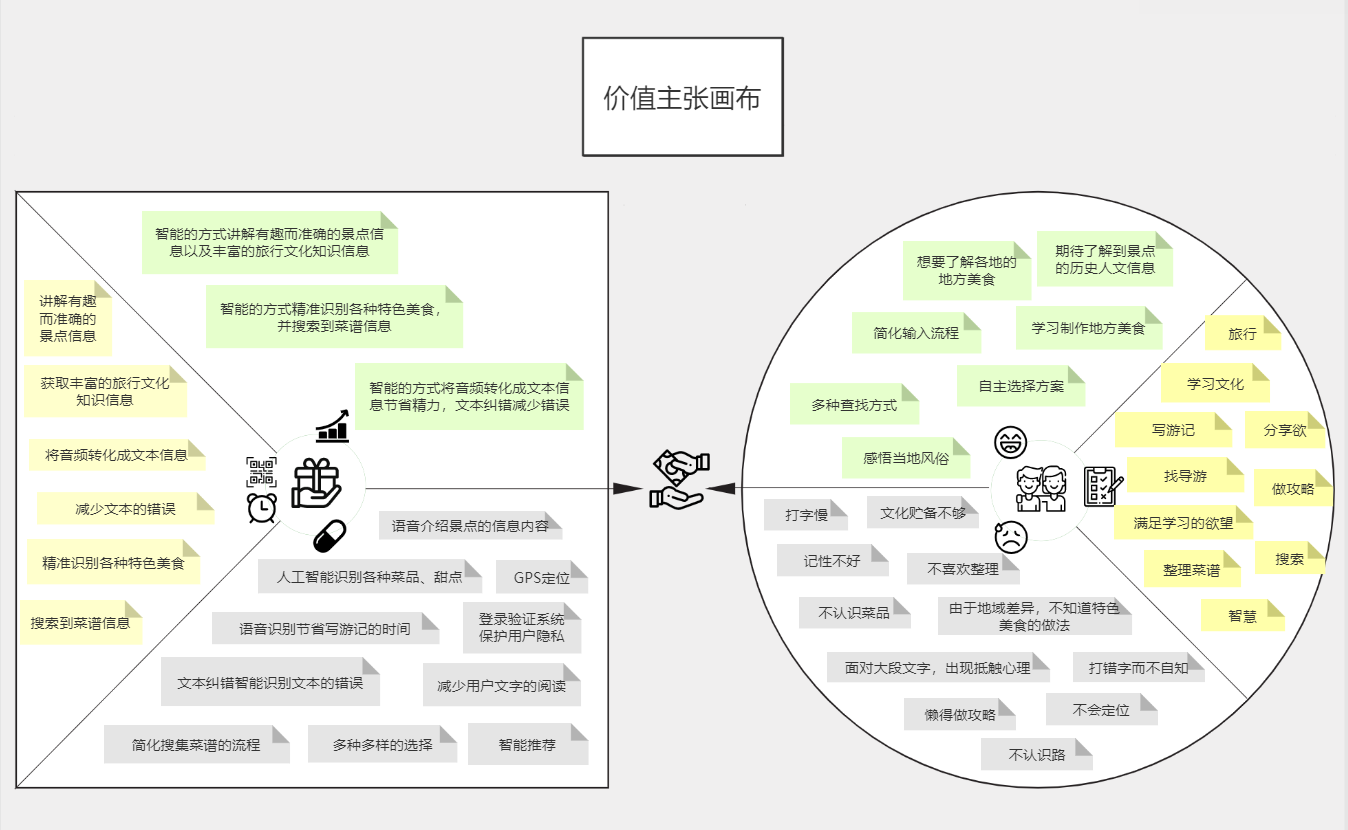 价值主张画布
智能的方式讲解有趣而准确的景点信
息以及丰富的旅行文化知识信息
智能的方式精准识别各种特色美食，
并搜索到菜谱信息
智能的方式将音频转化成文本信
息节省精力，文本纠错减少错误
讲解有趣
而准确的
景点信息
获取丰富的旅行文化
知识信息
将音频转化成文本信息
减少文本的错误
精准识别各种特色美食
搜索到菜谱信息
语音介绍景点的信息内容
人工智能识别各种菜品、甜点
GPS定位
语音识别节省写游记的时间
登录验证系统
保护用户隐私
文本纠错智能识别文本的错误
减少用户文字的阅读
简化搜集菜谱的流程
多种多样的选择
智能推荐
想要了解各地的
地方美食
期待了解到景点
的历史人文信息
简化输入流程
学习制作地方美食
自主选择方案
多种查找方式
感悟当地风俗
旅行
学习文化
写游记
分享欲
找导游
做攻略
满足学习的欲望
整理菜谱
搜索
智慧
打字慢
文化贮备不够
记性不好
不喜欢整理
不认识菜品
由于地域差异，不知道特色
美食的做法
面对大段文字，出现抵触心理
打错字而不自知
懒得做攻略
不会定位
不认识路